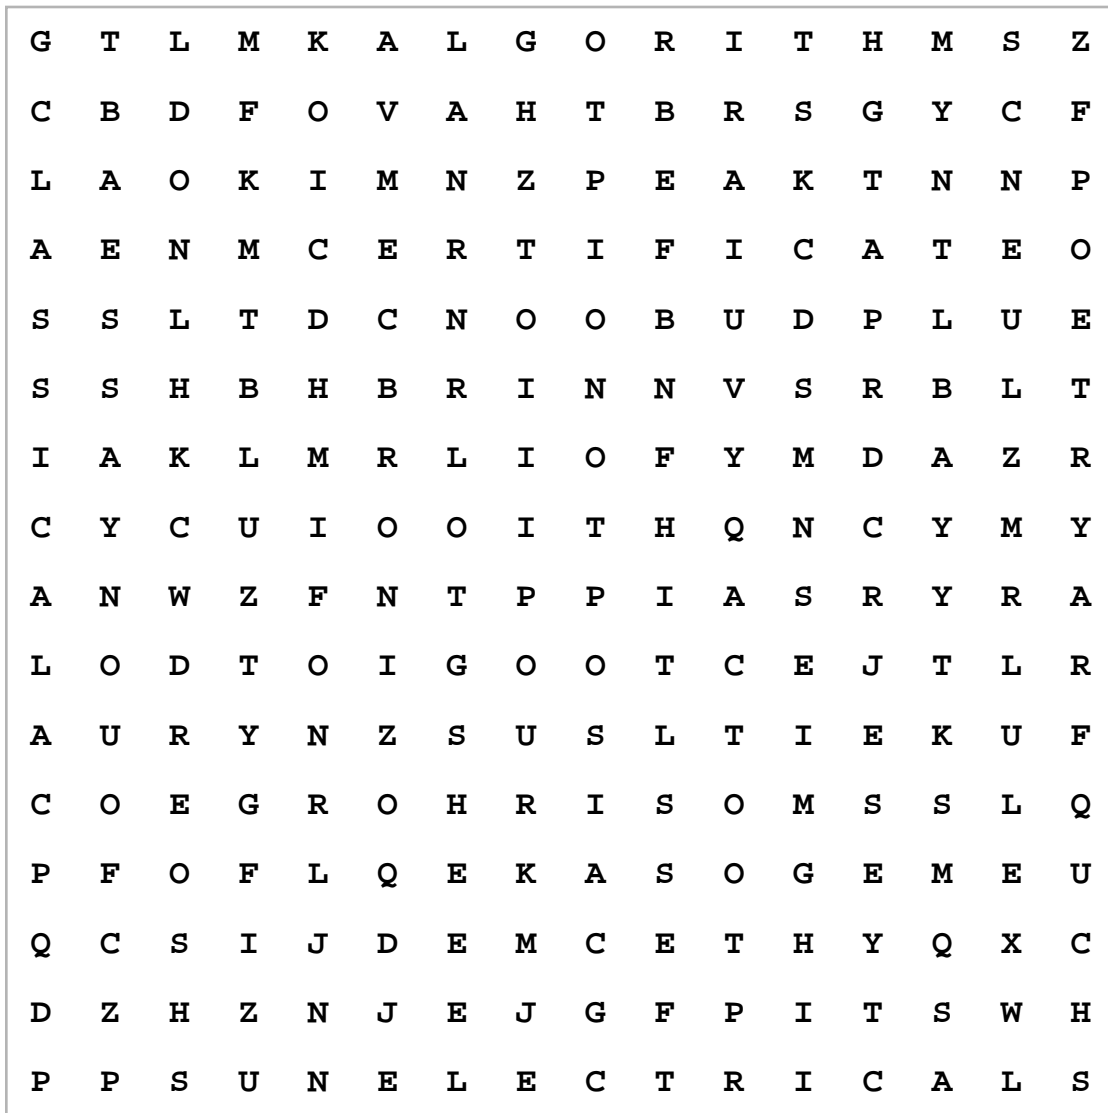 G T L M K A L G O R I T H M S Z
C B D F O V A H T B R S G Y C F
L A O K I M N Z P E A K T N N P
A E N M C E R T I F I C A T E O
S S L T D C N O O B U D P L U E
S S H B H B R I N N V S R B L T
I A K L M R L I O F Y M D A Z R
C Y C U I O O I T H Q N C Y M Y
A N W Z F N T P P I A S R Y R A
L O D T O I G O O T C E J T L R
A U R Y N Z S U S L T I E K U F
C O E G R O H R I S O M S S L Q
P F O F L Q E K A S O G E M E U
Q C S I J D E M C E T H Y Q X C
D Z H Z N J E J G F P I T S W H
P P S U N E L E C T R I C A L S